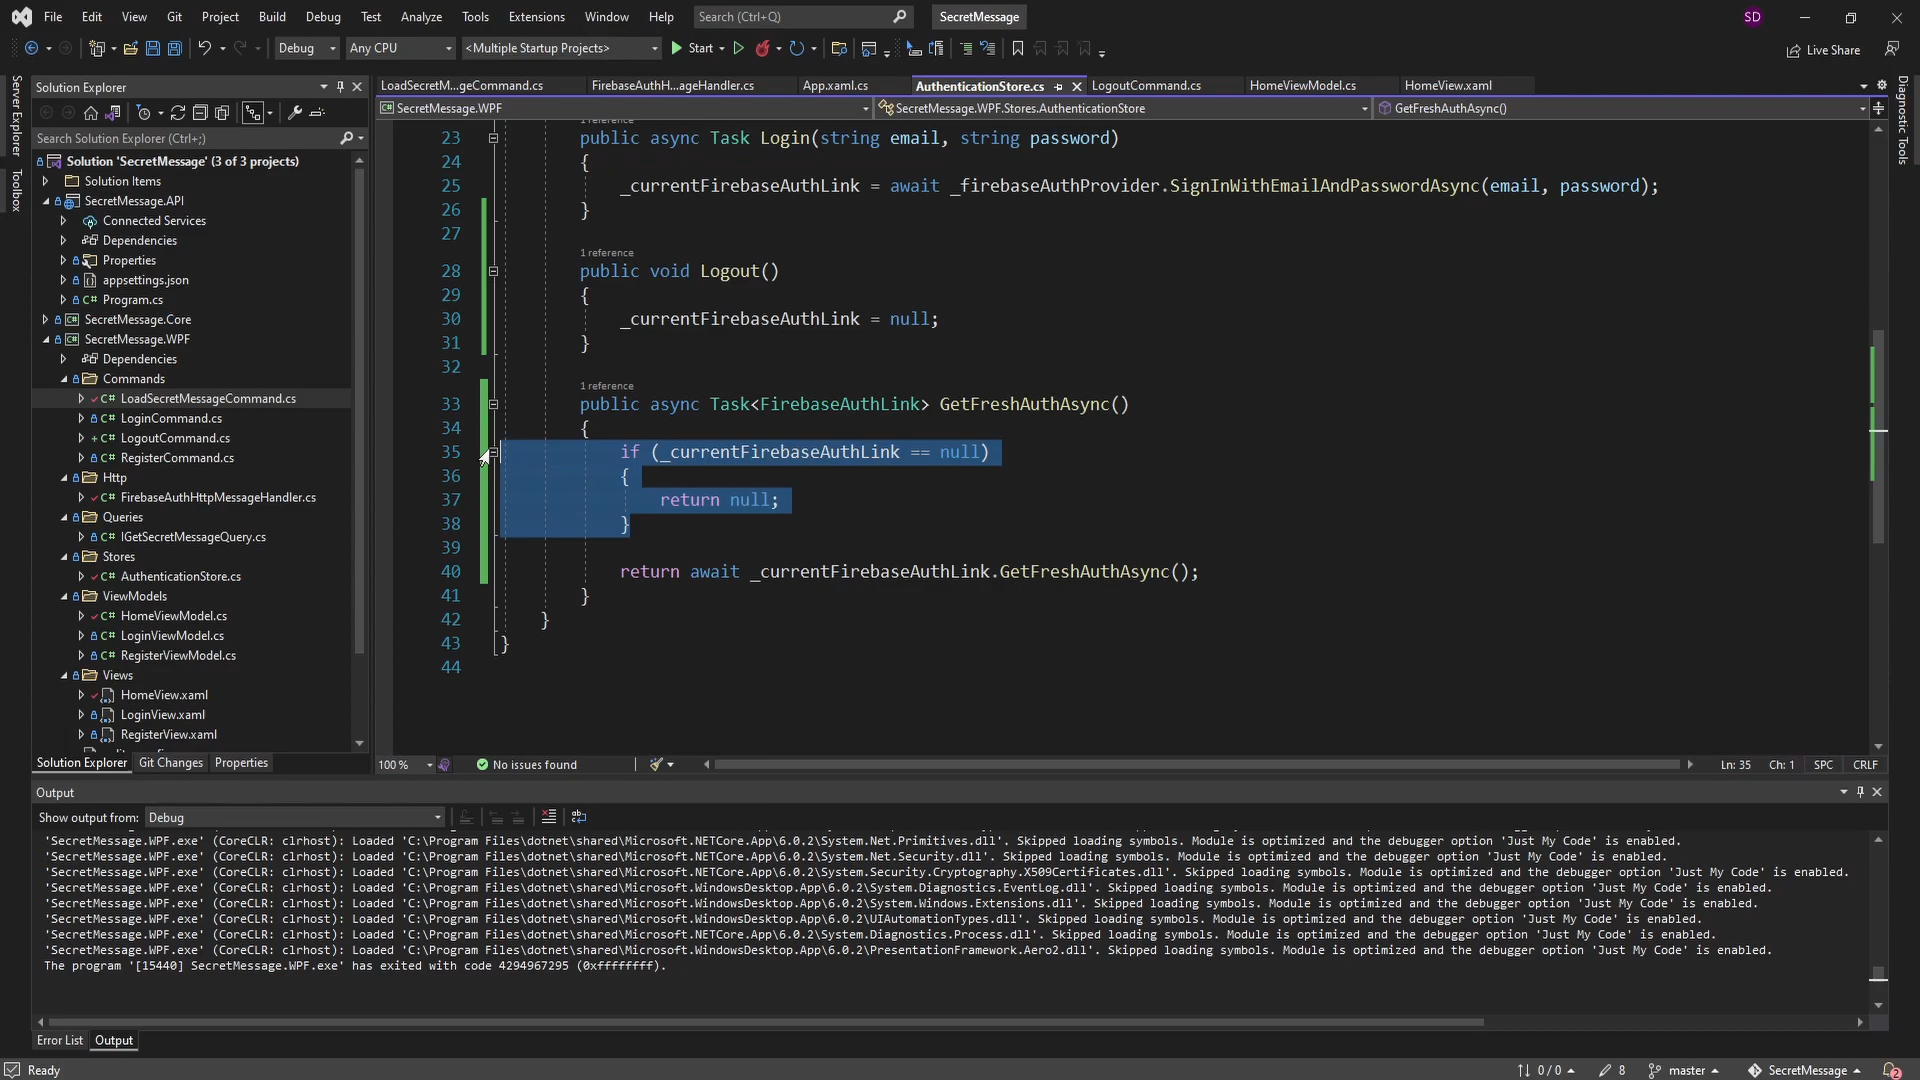 File Edit View Git Project Build Debug Test Analyze Tools Extensions Window Help Search (Ctrl+Q) SecretMessage SD
Debug Any CPU <Multiple Startup Projects> Start Live Share
Server Explorer
Toolbox
Solution Explorer
Search Solution Explorer (Ctrl+;)
Solution 'SecretMessage' (3 of 3 projects)
Solution Items
SecretMessage.API
Connected Services
Dependencies
Properties
appsettings.json
C# Program.cs
SecretMessage.Core
SecretMessage.WPF
Dependencies
Commands
C# LoadSecretMessageCommand.cs
C# LoginCommand.cs
C# LogoutCommand.cs
C# RegisterCommand.cs
Http
C# FirebaseAuthHttpMessageHandler.cs
Queries
C# IGetSecretMessageQuery.cs
Stores
C# AuthenticationStore.cs
ViewModels
C# HomeViewModel.cs
C# LoginViewModel.cs
C# RegisterViewModel.cs
Views
HomeView.xaml
LoginView.xaml
RegisterView.xaml
Solution Explorer Git Changes Properties
LoadSecretM...geCommand.cs FirebaseAuthH...ageHandler.cs App.xaml.cs AuthenticationStore.cs LogoutCommand.cs HomeViewModel.cs HomeView.xaml
SecretMessage.WPF SecretMessage.WPF.Stores.AuthenticationStore GetFreshAuthAsync()
1 reference
23 public async Task Login(string email, string password)
24 {
25 _currentFirebaseAuthLink = await _firebaseAuthProvider.SignInWithEmailAndPasswordAsync(email, password);
26 }
27
1 reference
28 public void Logout()
29 {
30 _currentFirebaseAuthLink = null;
31 }
32
1 reference
33 public async Task<FirebaseAuthLink> GetFreshAuthAsync()
34 {
35 if (_currentFirebaseAuthLink == null)
36 {
37 return null;
38 }
39
40 return await _currentFirebaseAuthLink.GetFreshAuthAsync();
41 }
42 }
43 }
44
100 % No issues found Ln: 35 Ch: 1 SPC CRLF
Diagnostic Tools
Output
Show output from: Debug
'SecretMessage.WPF.exe' (CoreCLR: clrhost): Loaded 'C:\Program Files\dotnet\shared\Microsoft.NETCore.App\6.0.2\System.Net.Primitives.dll'. Skipped loading symbols. Module is optimized and the debugger option 'Just My Code' is enabled.
'SecretMessage.WPF.exe' (CoreCLR: clrhost): Loaded 'C:\Program Files\dotnet\shared\Microsoft.NETCore.App\6.0.2\System.Net.Security.dll'. Skipped loading symbols. Module is optimized and the debugger option 'Just My Code' is enabled.
'SecretMessage.WPF.exe' (CoreCLR: clrhost): Loaded 'C:\Program Files\dotnet\shared\Microsoft.NETCore.App\6.0.2\System.Security.Cryptography.X509Certificates.dll'. Skipped loading symbols. Module is optimized and the debugger option 'Just My Code' is enabled.
'SecretMessage.WPF.exe' (CoreCLR: clrhost): Loaded 'C:\Program Files\dotnet\shared\Microsoft.WindowsDesktop.App\6.0.2\System.Diagnostics.EventLog.dll'. Skipped loading symbols. Module is optimized and the debugger option 'Just My Code' is enabled.
'SecretMessage.WPF.exe' (CoreCLR: clrhost): Loaded 'C:\Program Files\dotnet\shared\Microsoft.WindowsDesktop.App\6.0.2\System.Windows.Extensions.dll'. Skipped loading symbols. Module is optimized and the debugger option 'Just My Code' is enabled.
'SecretMessage.WPF.exe' (CoreCLR: clrhost): Loaded 'C:\Program Files\dotnet\shared\Microsoft.WindowsDesktop.App\6.0.2\UIAutomationTypes.dll'. Skipped loading symbols. Module is optimized and the debugger option 'Just My Code' is enabled.
'SecretMessage.WPF.exe' (CoreCLR: clrhost): Loaded 'C:\Program Files\dotnet\shared\Microsoft.NETCore.App\6.0.2\System.Diagnostics.Process.dll'. Skipped loading symbols. Module is optimized and the debugger option 'Just My Code' is enabled.
'SecretMessage.WPF.exe' (CoreCLR: clrhost): Loaded 'C:\Program Files\dotnet\shared\Microsoft.WindowsDesktop.App\6.0.2\PresentationFramework.Aero2.dll'. Skipped loading symbols. Module is optimized and the debugger option 'Just My Code' is enabled.
The program '[15440] SecretMessage.WPF.exe' has exited with code 4294967295 (0xffffffff).
Error List Output
Ready 0 / 0 8 master SecretMessage 2